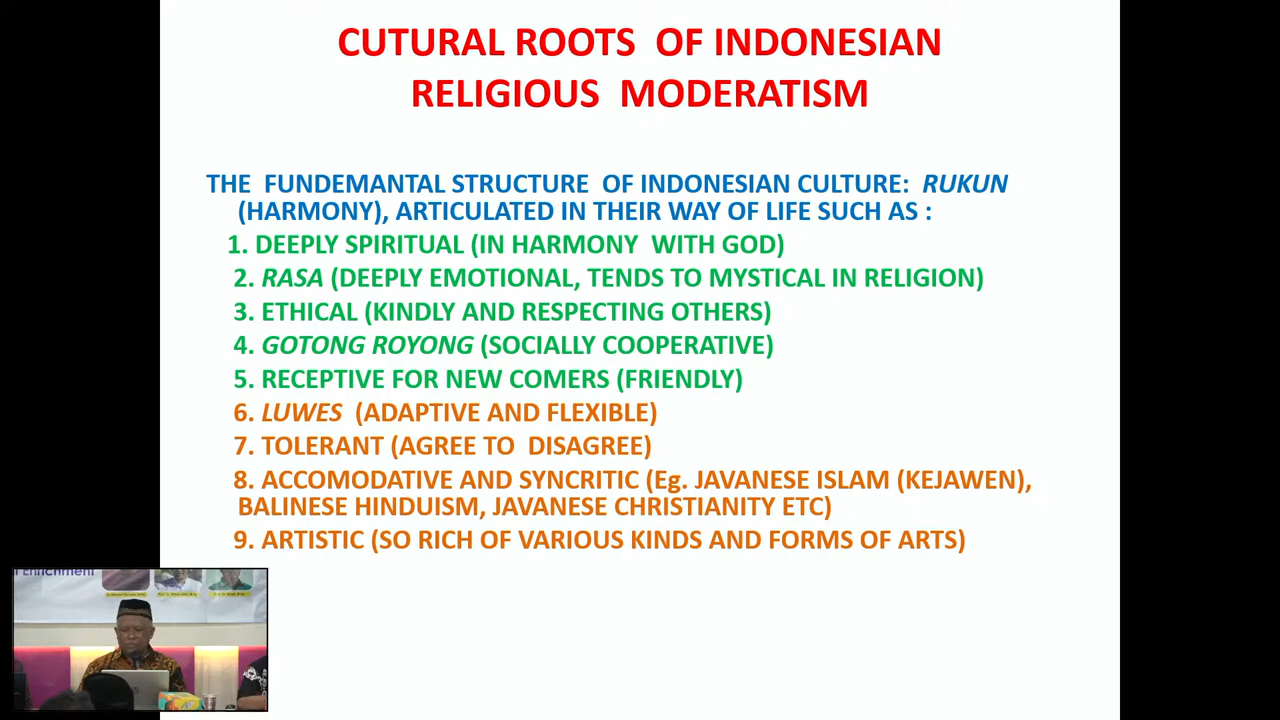 CUTURAL ROOTS OF INDONESIAN
RELIGIOUS MODERATISM
THE FUNDEMANTAL STRUCTURE OF INDONESIAN CULTURE: RUKUN
(HARMONY), ARTICULATED IN THEIR WAY OF LIFE SUCH AS :
1. DEEPLY SPIRITUAL (IN HARMONY WITH GOD)
2. RASA (DEEPLY EMOTIONAL, TENDS TO MYSTICAL IN RELIGION)
3. ETHICAL (KINDLY AND RESPECTING OTHERS)
4. GOTONG ROYONG (SOCIALLY COOPERATIVE)
5. RECEPTIVE FOR NEW COMERS (FRIENDLY)
6. LUWES (ADAPTIVE AND FLEXIBLE)
7. TOLERANT (AGREE TO DISAGREE)
8. ACCOMODATIVE AND SYNCRITIC (Eg. JAVANESE ISLAM (KEJAWEN),
BALINESE HINDUISM, JAVANESE CHRISTIANITY ETC)
9. ARTISTIC (SO RICH OF VARIOUS KINDS AND FORMS OF ARTS)
Enrichment